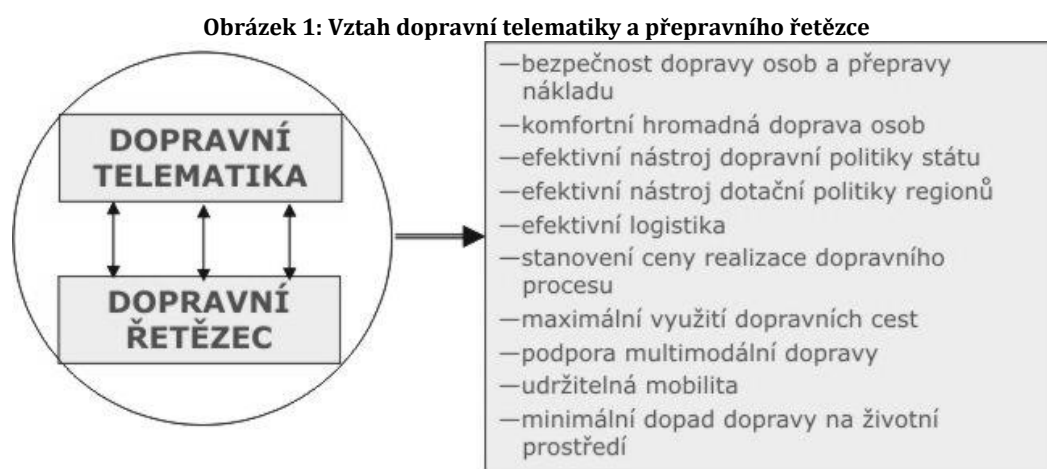 Obrázek 1: Vztah dopravní telematiky a přepravního řetězce
DOPRAVNÍ
TELEMATIKA
DOPRAVNÍ
ŘETĚZEC
—bezpečnost dopravy osob a přepravy
nákladu
—komfortní hromadná doprava osob
—efektivní nástroj dopravní politiky státu
—efektivní nástroj dotační politiky regionů
—efektivní logistika
—stanovení ceny realizace dopravního
procesu
—maximální využití dopravních cest
—podpora multimodální dopravy
—udržitelná mobilita
—minimální dopad dopravy na životní
prostředí